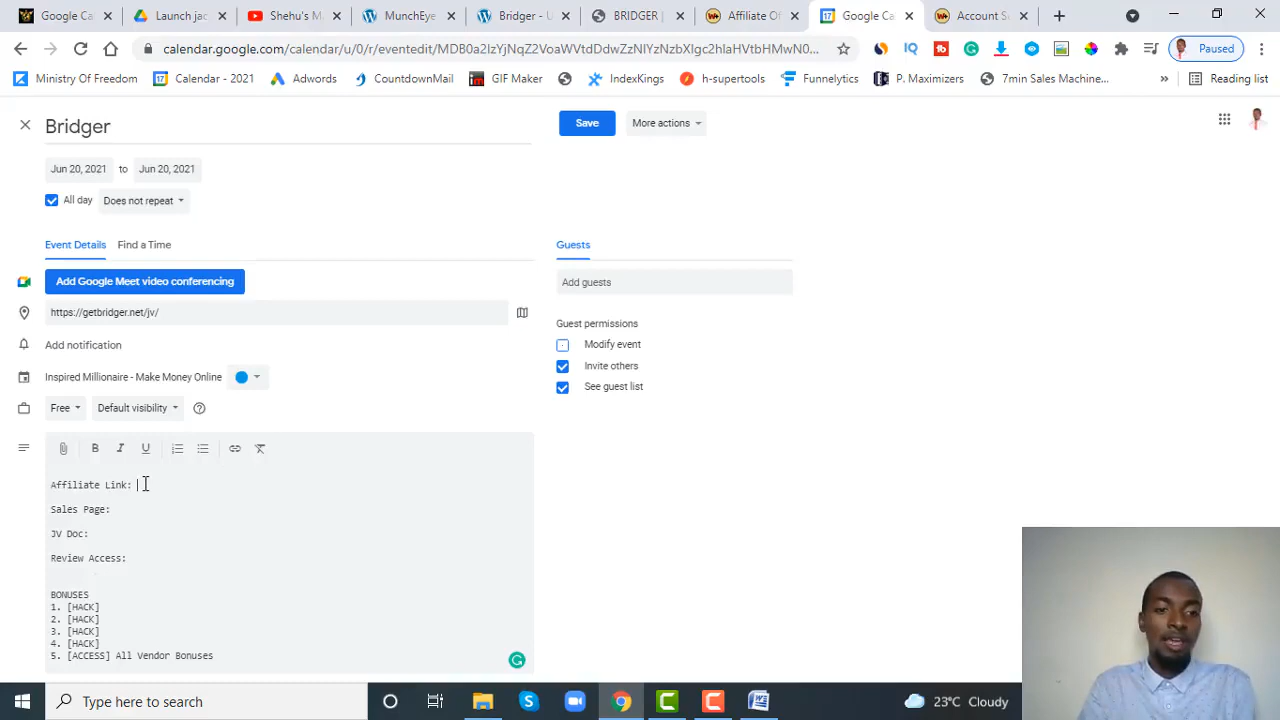 Google Ca
Launchjac
Shehu's M
MunchEye
Bridger - U
BRIDGER |
Affiliate Of
Google Ca
Account S
calendar.google.com/calendar/u/
Paused
Ministry Of Freedom
Calendar - 2021
Adwords
CountdownMail
GIF Maker
IndexKings
h-supertools
Funnelytics
P. Maximizers
7min Sales Machine...
»
Reading list
Bridger
Save
More actions
Jun 20, 2021 to Jun 20, 2021
All day
Does not repeat
Event Details
Find a Time
Guests
Add Google Meet video conferencing
Add guests
https://getbridger.net/jv/
Guest permissions
Add notification
Modify event
Invite others
Inspired Millionaire - Make Money Online
See guest list
Free
Default visibility
B I U
Affiliate Link:
Sales Page:
JV Doc:
Review Access:
BONUSES
1. [HACK]
2. [HACK]
3. [HACK]
4. [HACK]
5. [ACCESS] All Vendor Bonuses
Type here to search
23°C Cloudy